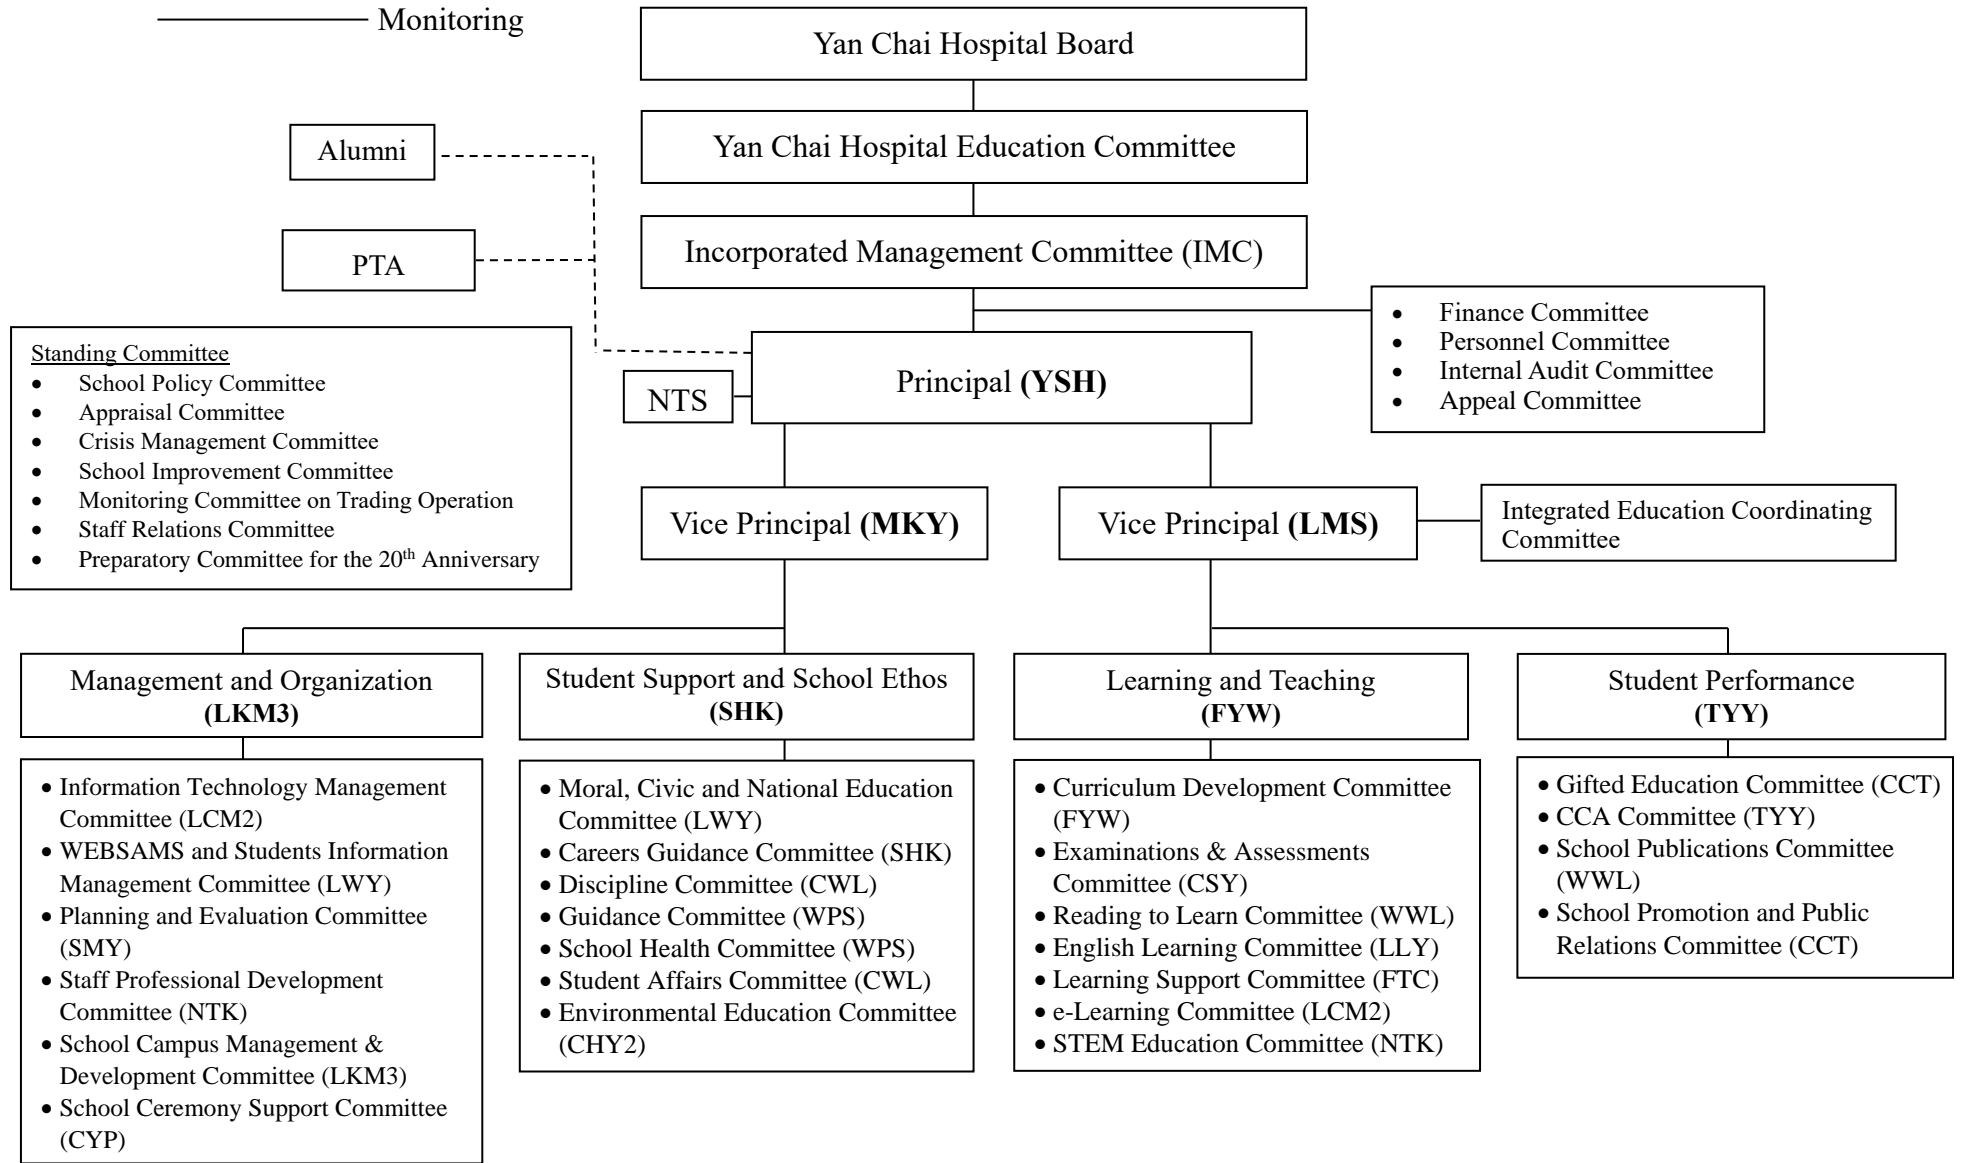 Monitoring
Yan Chai Hospital Board
Alumni
Yan Chai Hospital Education Committee
PTA
Incorporated Management Committee (IMC)
• Finance Committee
• Personnel Committee
• Internal Audit Committee
• Appeal Committee
Standing Committee
• School Policy Committee
• Appraisal Committee
• Crisis Management Committee
• School Improvement Committee
• Monitoring Committee on Trading Operation
• Staff Relations Committee
• Preparatory Committee for the 20th Anniversary
NTS
Principal (YSH)
Vice Principal (MKY)
Vice Principal (LMS)
Integrated Education Coordinating
Committee
Management and Organization
(LKM3)
• Information Technology Management
Committee (LCM2)
• WEBSAMS and Students Information
Management Committee (LWY)
• Planning and Evaluation Committee
(SMY)
• Staff Professional Development
Committee (NTK)
• School Campus Management &
Development Committee (LKM3)
• School Ceremony Support Committee
(CYP)
Student Support and School Ethos
(SHK)
• Moral, Civic and National Education
Committee (LWY)
• Careers Guidance Committee (SHK)
• Discipline Committee (CWL)
• Guidance Committee (WPS)
• School Health Committee (WPS)
• Student Affairs Committee (CWL)
• Environmental Education Committee
(CHY2)
Learning and Teaching
(FYW)
• Curriculum Development Committee
(FYW)
• Examinations & Assessments
Committee (CSY)
• Reading to Learn Committee (WWL)
• English Learning Committee (LLY)
• Learning Support Committee (FTC)
• e-Learning Committee (LCM2)
• STEM Education Committee (NTK)
Student Performance
(TYY)
• Gifted Education Committee (CCT)
• CCA Committee (TYY)
• School Publications Committee
(WWL)
• School Promotion and Public
Relations Committee (CCT)